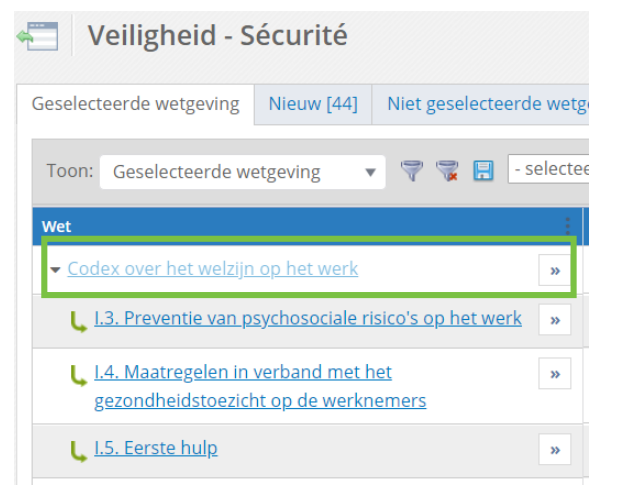 Veiligheid - Sécurité
Geselecteerde wetgeving Nieuw [44] Niet geselecteerde
Toon: Geselecteerde wetgeving -
Wet
Codex over het welzijn op het werk »
I.3. Preventie van psychosociale risico's op het werk »
I.4. Maatregelen in verband met het »
gezondheidstoezicht op de werknemers
I.5. Eerste hulp »